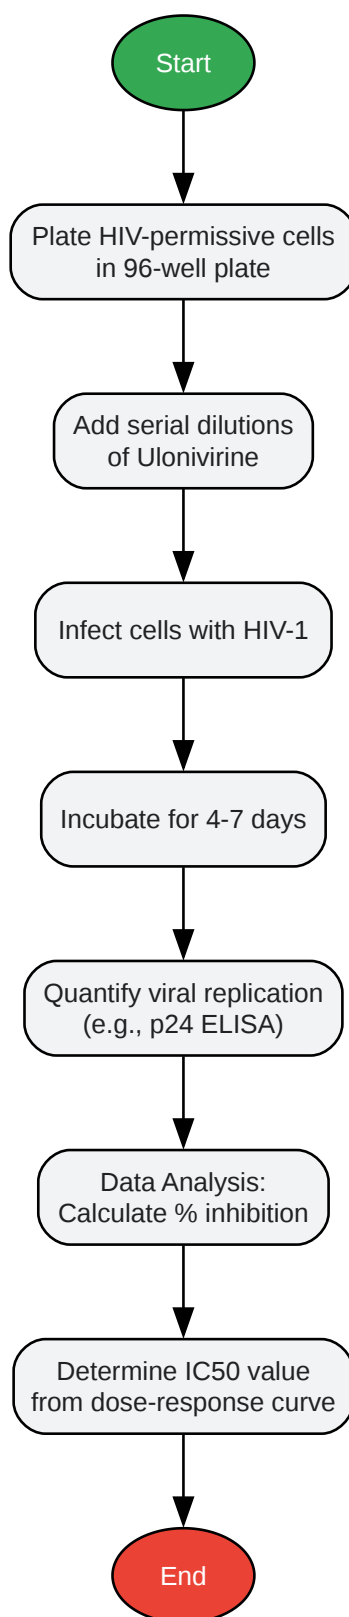 Start
Plate HIV-permissive cells
in 96-well plate
Add serial dilutions
of Ulonivirine
Infect cells with HIV-1
Incubate for 4-7 days
Quantify viral replication
(e.g., p24 ELISA)
Data Analysis:
Calculate % inhibition
Determine IC50 value
from dose-response curve
End